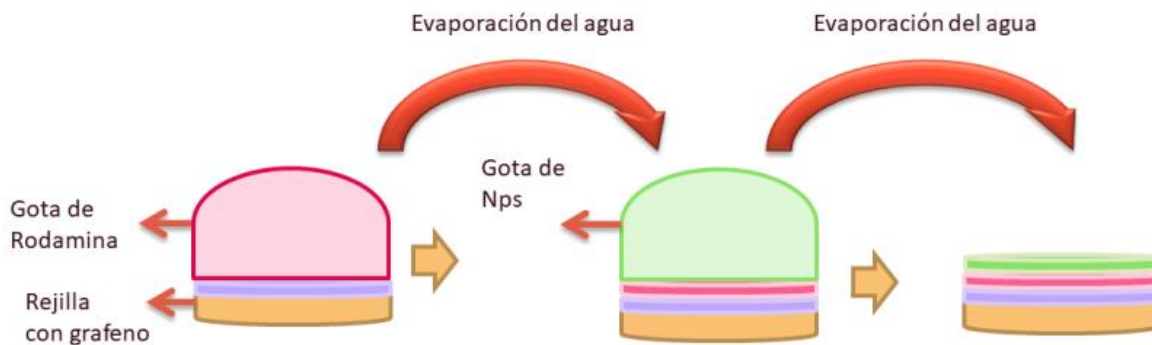 Evaporación del agua
Evaporación del agua
Gota de
Nps
Gota de
Rodamina
Rejilla
con grafeno